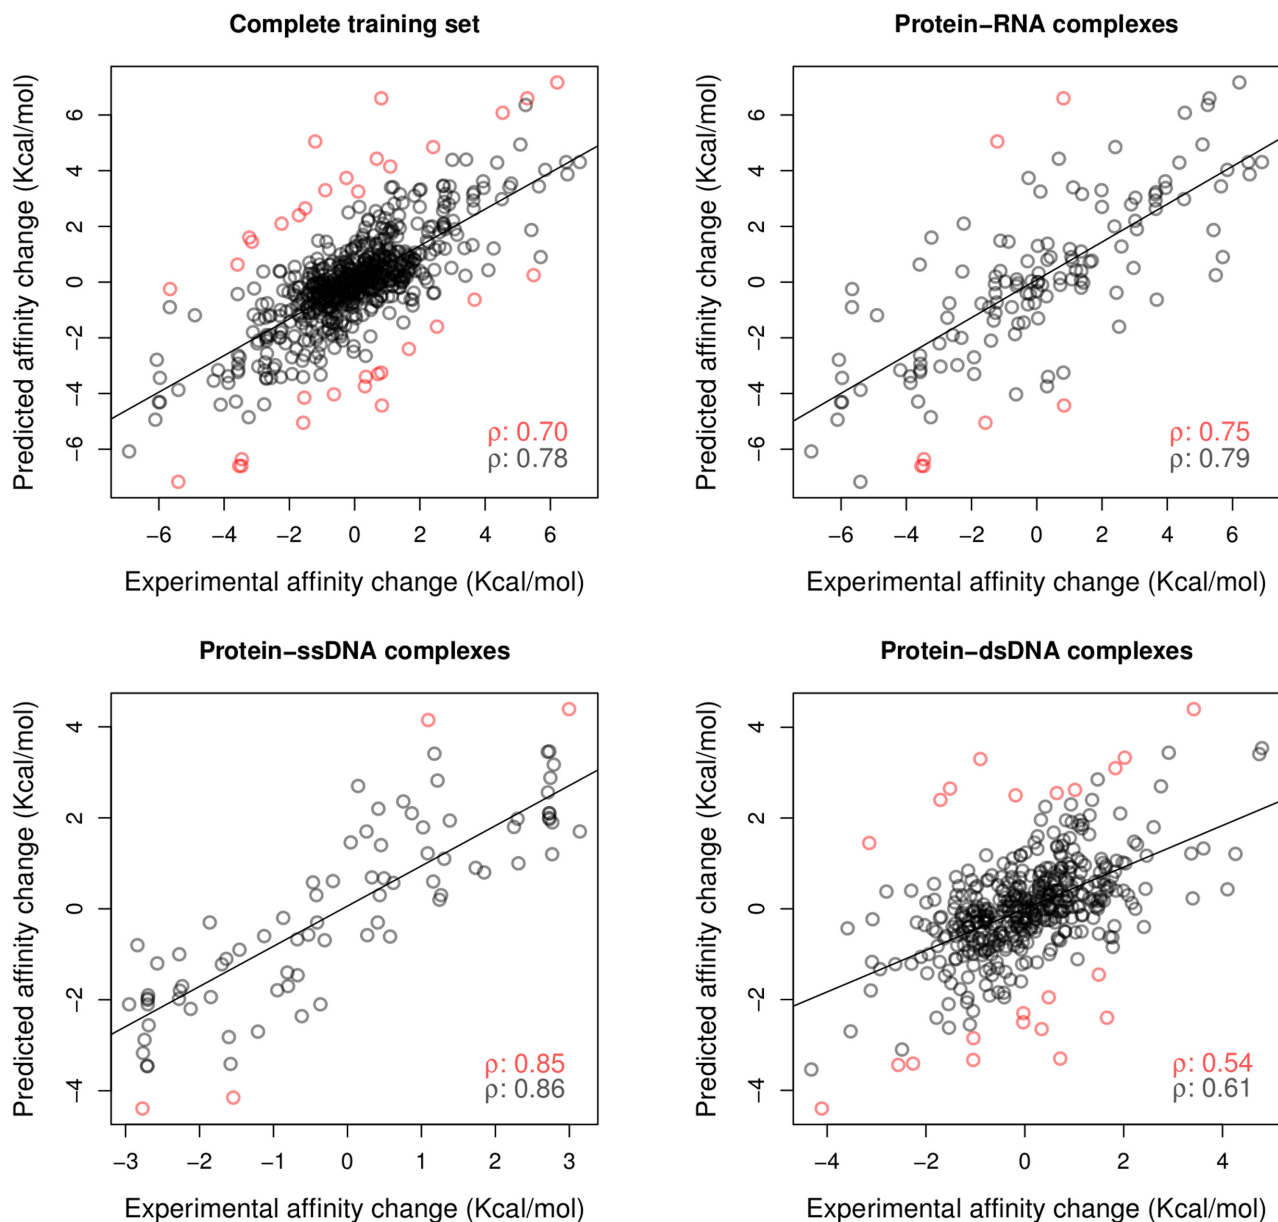 Complete training set
Predicted affinity change (Kcal/mol)
6
4
2
0
−2
−4
−6
ρ: 0.70
ρ: 0.78
−6 −4 −2 0 2 4 6
Experimental affinity change (Kcal/mol)
Protein−RNA complexes
Predicted affinity change (Kcal/mol)
6
4
2
0
−2
−4
−6
ρ: 0.75
ρ: 0.79
−6 −4 −2 0 2 4 6
Experimental affinity change (Kcal/mol)
Protein−ssDNA complexes
Predicted affinity change (Kcal/mol)
4
2
0
−2
−4
ρ: 0.85
ρ: 0.86
−3 −2 −1 0 1 2 3
Experimental affinity change (Kcal/mol)
Protein−dsDNA complexes
Predicted affinity change (Kcal/mol)
4
2
0
−2
−4
ρ: 0.54
ρ: 0.61
−4 −2 0 2 4
Experimental affinity change (Kcal/mol)